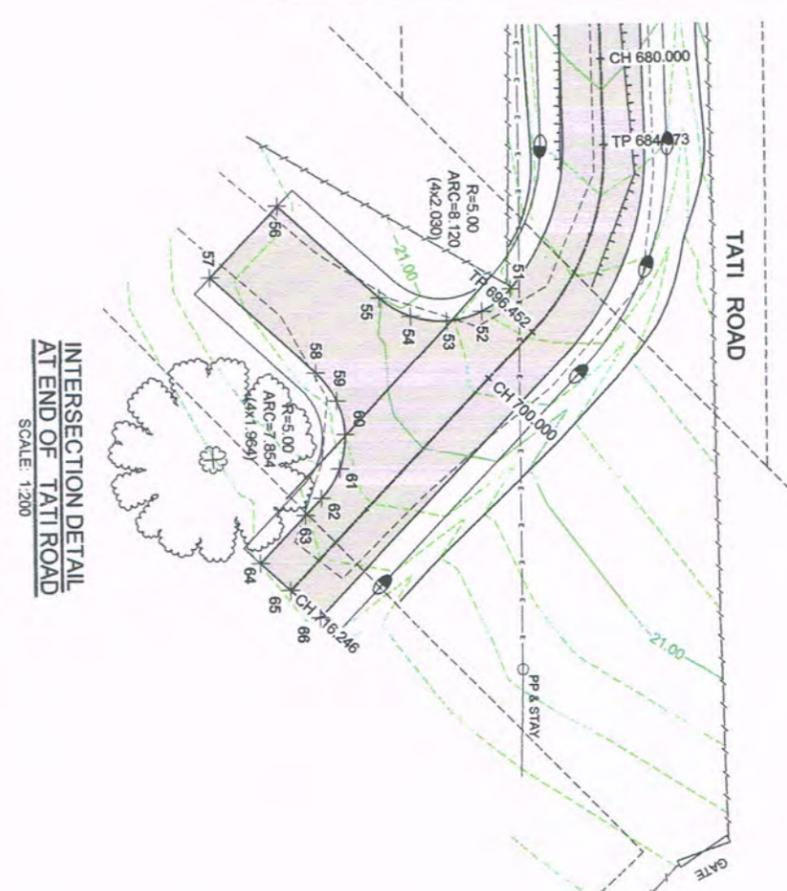 CH 680.000
TP 684.
73
TATI ROAD
R=5.00
ARC=8.120
(4x2.030)
21.00
51
TP 696.452
52
53
54
55
56
57
58
59
60
61
62
63
64
65
66
R=5.00
ARC=7.854
(4x1.964)
CH 700.000
CH 716.246
21.00
PP & STAY
GATE
INTERSECTION DETAIL
AT END OF TATI ROAD
SCALE: 1:200